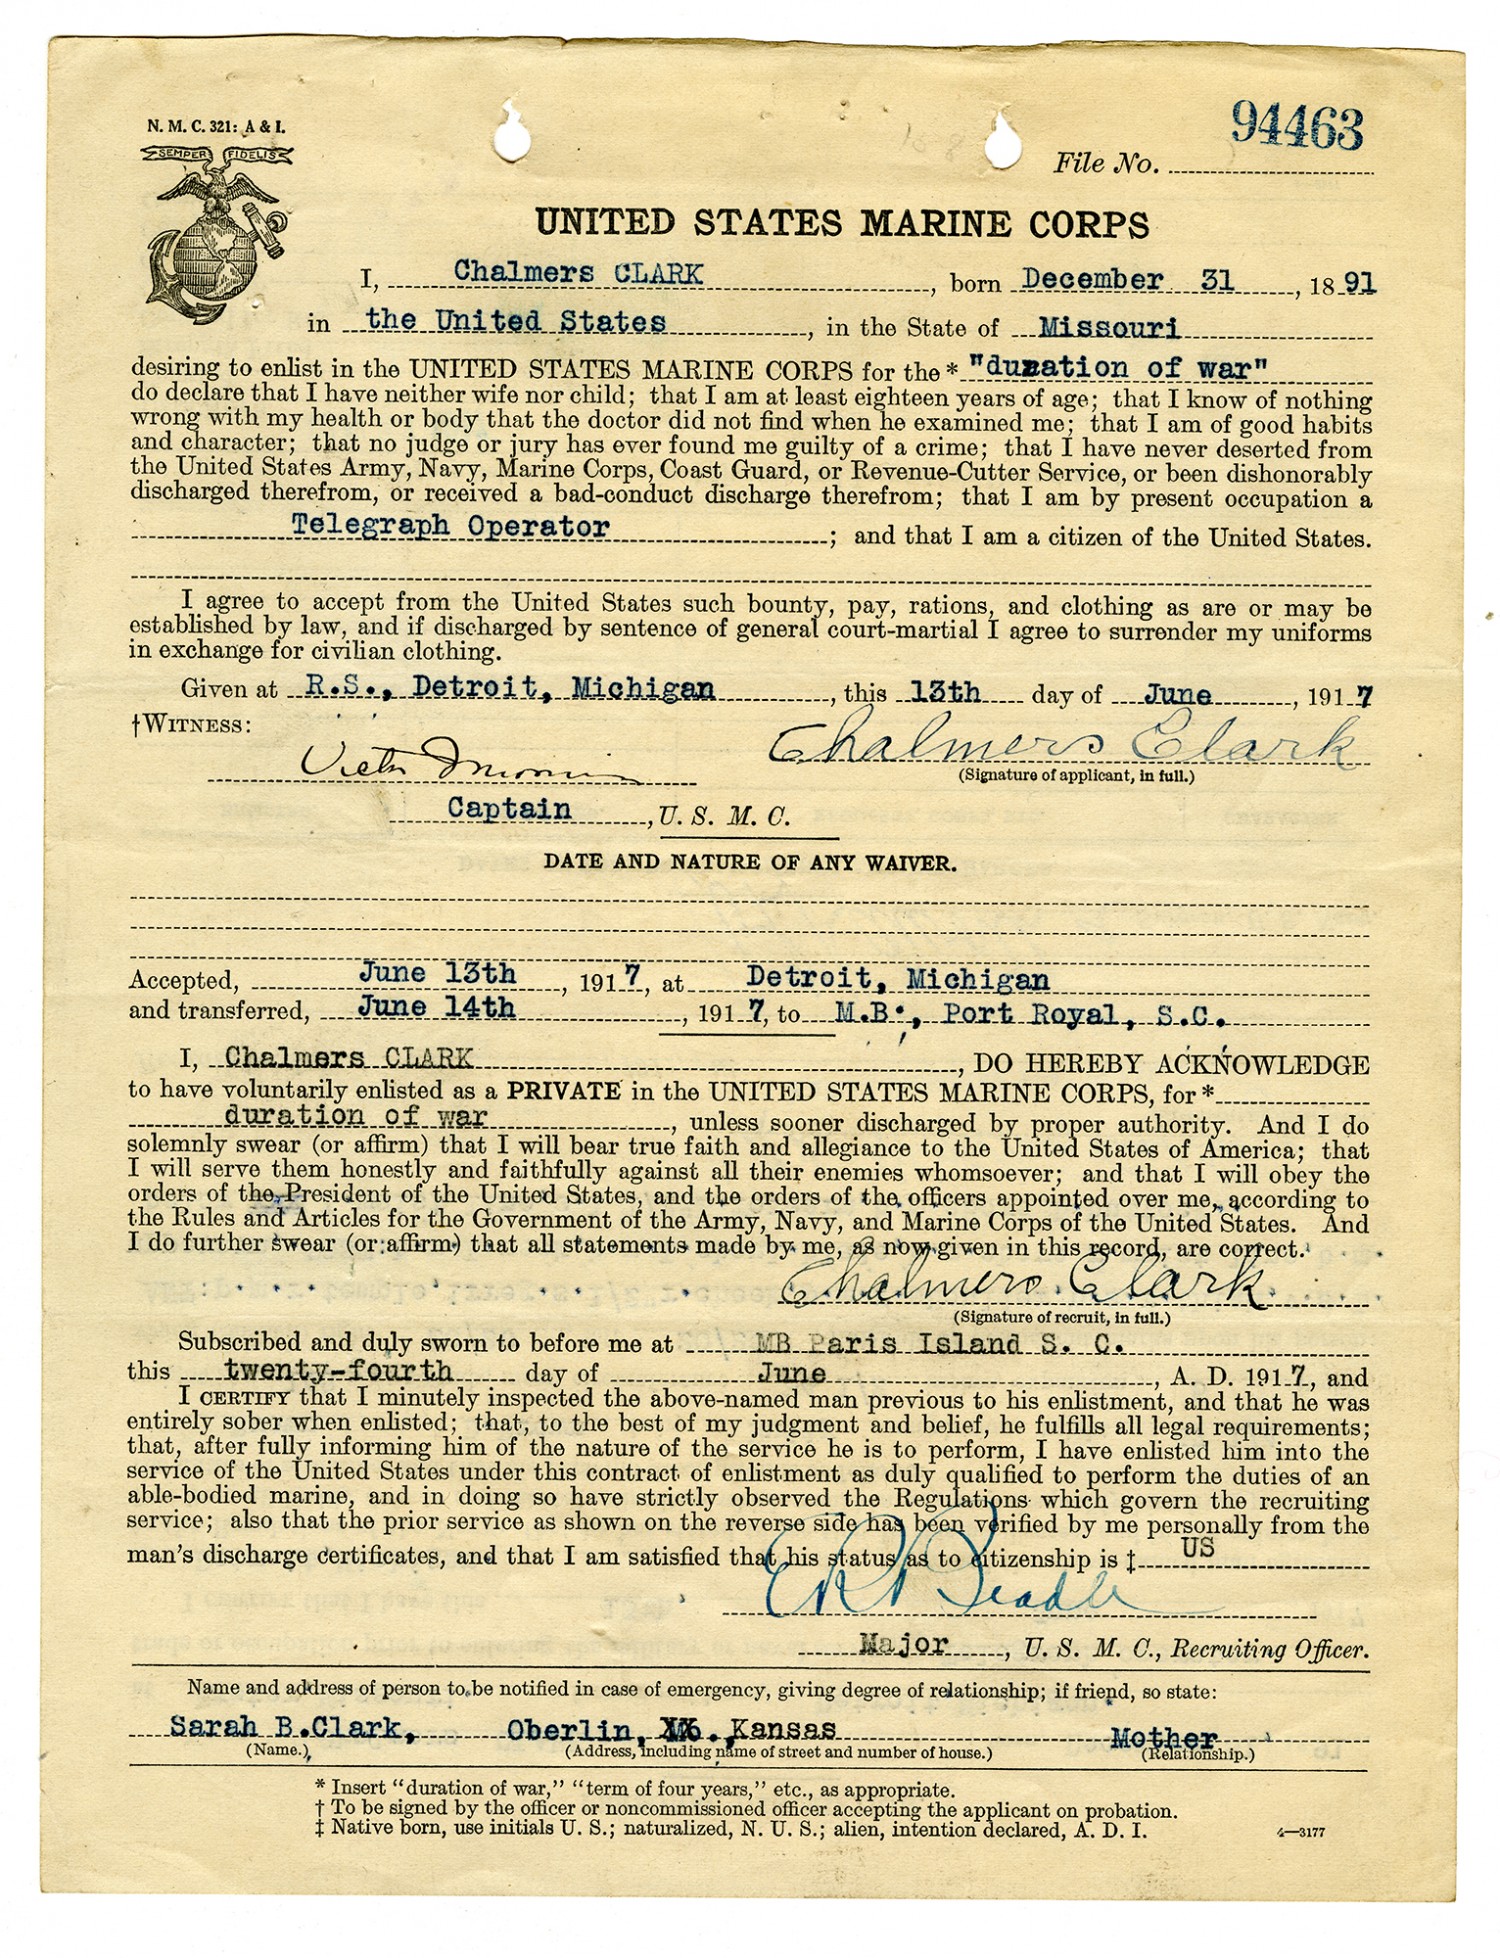 N. M. C. 321: A & I.
94463
SEMPER FIDELIS
File No.
UNITED STATES MARINE CORPS
I, Chalmers CLARK, born December 31, 1891
in the United States, in the State of Missouri
desiring to enlist in the UNITED STATES MARINE CORPS for the * "duration of war"
do declare that I have neither wife nor child; that I am at least eighteen years of age; that I know of nothing
wrong with my health or body that the doctor did not find when he examined me; that I am of good habits
and character; that no judge or jury has ever found me guilty of a crime; that I have never deserted from
the United States Army, Navy, Marine Corps, Coast Guard, or Revenue-Cutter Service, or been dishonorably
discharged therefrom, or received a bad-conduct discharge therefrom; that I am by present occupation a
Telegraph Operator; and that I am a citizen of the United States.
I agree to accept from the United States such bounty, pay, rations, and clothing as are or may be
established by law, and if discharged by sentence of general court-martial I agree to surrender my uniforms
in exchange for civilian clothing.
Given at R.S., Detroit, Michigan, this 13th day of June, 1917
†WITNESS:
Chalmers Clark
Victor
(Signature of applicant, in full.)
Captain, U. S. M. C.
DATE AND NATURE OF ANY WAIVER.
Accepted, June 13th, 1917, at Detroit, Michigan
and transferred, June 14th, 1917, to M.B., Port Royal, S.C.
I, Chalmers CLARK, DO HEREBY ACKNOWLEDGE
to have voluntarily enlisted as a PRIVATE in the UNITED STATES MARINE CORPS, for *
duration of war, unless sooner discharged by proper authority. And I do
solemnly swear (or affirm) that I will bear true faith and allegiance to the United States of America; that
I will serve them honestly and faithfully against all their enemies whomsoever; and that I will obey the
orders of the President of the United States, and the orders of the officers appointed over me, according to
the Rules and Articles for the Government of the Army, Navy, and Marine Corps of the United States. And
I do further swear (or affirm) that all statements made by me, as now given in this record, are correct.
Chalmers Clark
(Signature of recruit, in full.)
Subscribed and duly sworn to before me at MB Paris Island S. C.
this twenty-fourth day of June, A. D. 1917, and
I CERTIFY that I minutely inspected the above-named man previous to his enlistment, and that he was
entirely sober when enlisted; that, to the best of my judgment and belief, he fulfills all legal requirements;
that, after fully informing him of the nature of the service he is to perform, I have enlisted him into the
service of the United States under this contract of enlistment as duly qualified to perform the duties of an
able-bodied marine, and in doing so have strictly observed the Regulations which govern the recruiting
service; also that the prior service as shown on the reverse side has been verified by me personally from the
man's discharge certificates, and that I am satisfied that his status as to citizenship is ‡ US
Major, U. S. M. C., Recruiting Officer.
Name and address of person to be notified in case of emergency, giving degree of relationship; if friend, so state:
Sarah B.Clark, Oberlin, Kansas Mother
(Name.) (Address, including name of street and number of house.) (Relationship.)
* Insert "duration of war," "term of four years," etc., as appropriate.
† To be signed by the officer or noncommissioned officer accepting the applicant on probation.
‡ Native born, use initials U. S.; naturalized, N. U. S.; alien, intention declared, A. D. I.
4—3177